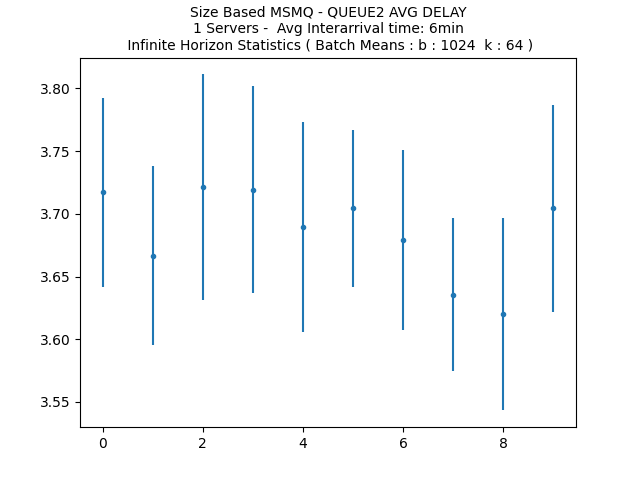 Size Based MSMQ - QUEUE2 AVG DELAY
1 Servers -  Avg Interarrival time: 6min
Infinite Horizon Statistics ( Batch Means : b : 1024  k : 64 )
3.80
3.75
3.70
3.65
3.60
3.55
0 2 4 6 8